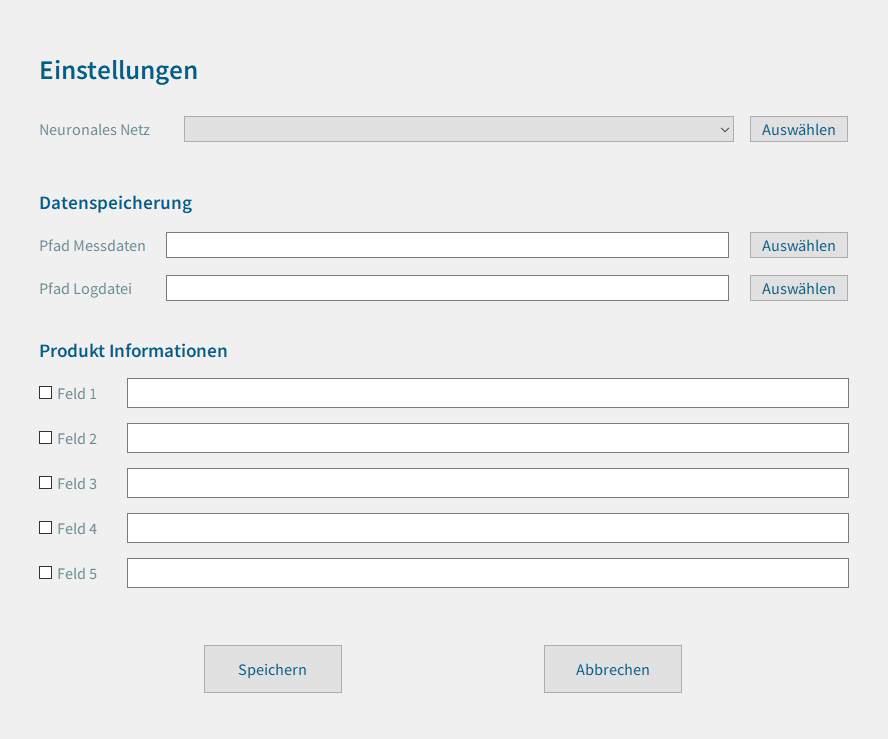 Einstellungen
Neuronales Netz Auswählen
Datenspeicherung
Pfad Messdaten Auswählen
Pfad Logdatei Auswählen
Produkt Informationen
Feld 1
Feld 2
Feld 3
Feld 4
Feld 5
Speichern Abbrechen